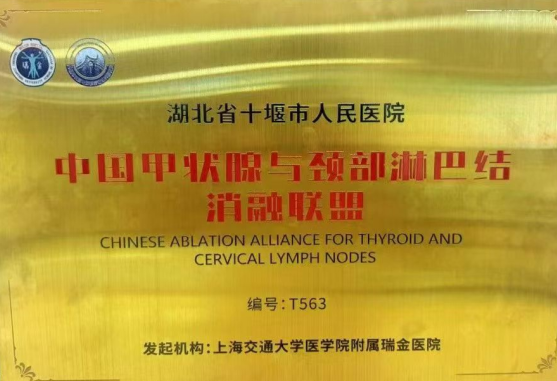 湖北省十堰市人民医院
中国甲状腺与颈部淋巴结
消融联盟
CHINESE ABLATION ALLIANCE FOR THYROID AND
CERVICAL LYMPH NODES
编号:T563
发起机构:上海交通大学医学院附属瑞金医院